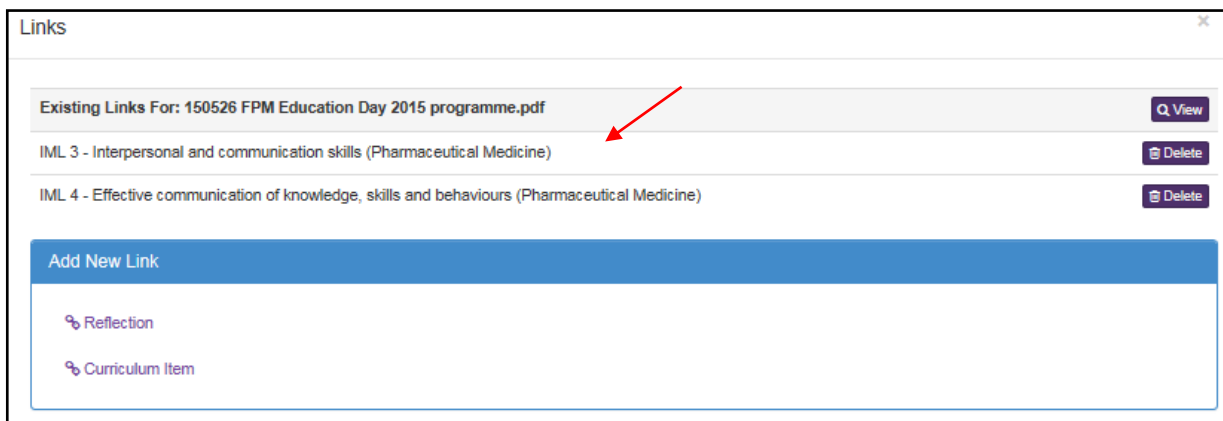 Links ×
Existing Links For: 150526 FPM Education Day 2015 programme.pdf View
IML 3 - Interpersonal and communication skills (Pharmaceutical Medicine) Delete
IML 4 - Effective communication of knowledge, skills and behaviours (Pharmaceutical Medicine) Delete
Add New Link
Reflection
Curriculum Item